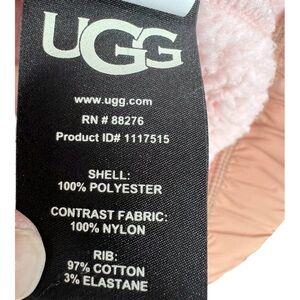 UGG
www.ugg.com
RN # 88276
Product ID# 1117515
SHELL:
100% POLYESTER
CONTRAST FABRIC:
100% NYLON
RIB:
97% COTTON
3% ELASTANE